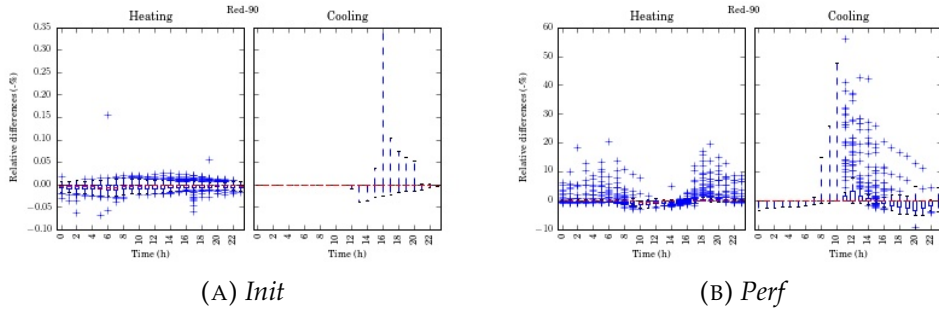 Red-90
Heating
Cooling
Relative differences (-/%)
0.35
0.30
0.25
0.20
0.15
0.10
0.05
0.00
−0.05
−0.10
0 2 4 6 8 10 12 14 16 18 20 22
0 2 4 6 8 10 12 14 16 18 20 22
Time (h)
Time (h)
(A) Init
Red-90
Heating
Cooling
Relative differences (-/%)
60
50
40
30
20
10
0
−10
0 2 4 6 8 10 12 14 16 18 20 22
0 2 4 6 8 10 12 14 16 18 20 22
Time (h)
Time (h)
(B) Perf